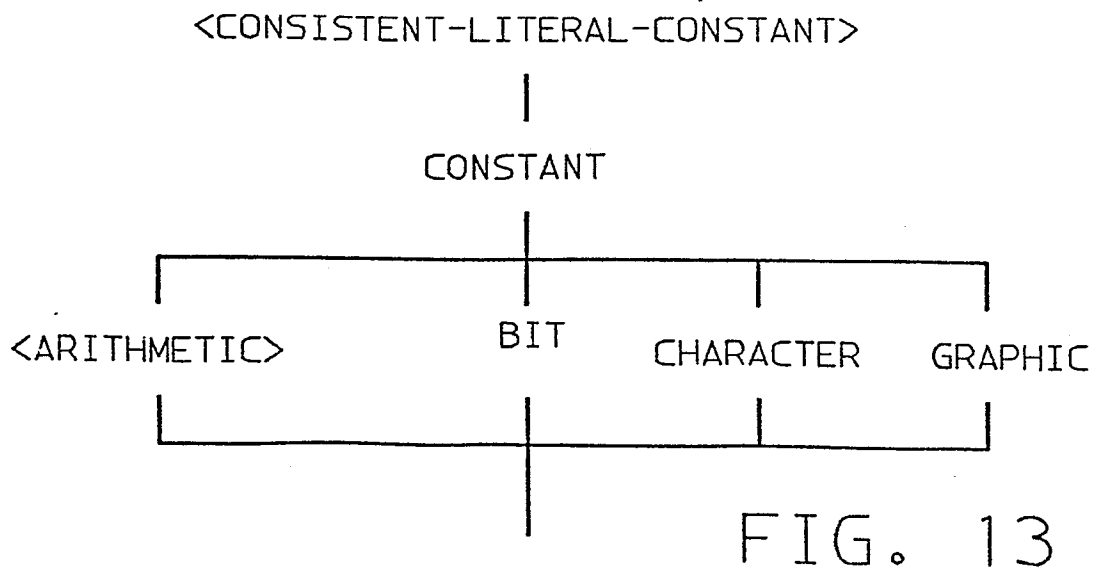 <CONSISTENT-LITERAL-CONSTANT>
CONSTANT
<ARITHMETIC> BIT CHARACTER GRAPHIC
FIG. 13